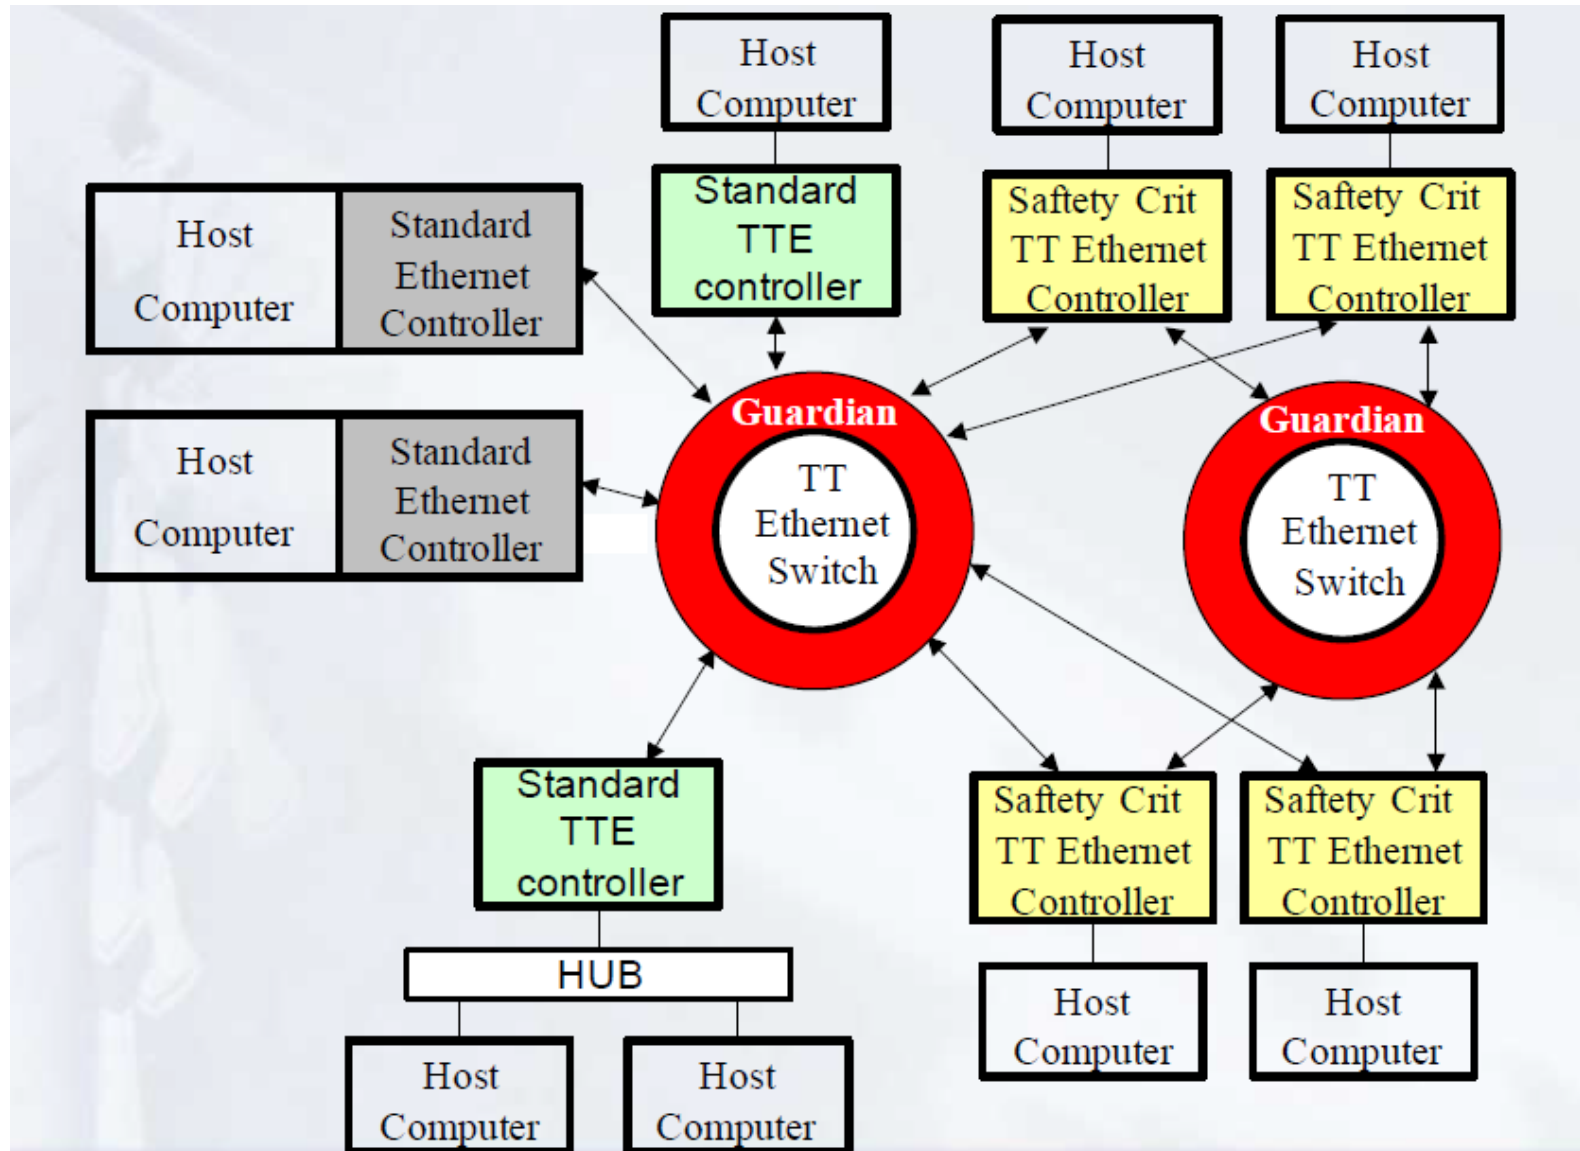 Host
Computer
Host
Computer
Host
Computer
Standard
TTE
controller
Saftety Crit
TT Ethernet
Controller
Saftety Crit
TT Ethernet
Controller
Host
Computer
Standard
Ethernet
Controller
Host
Computer
Standard
Ethernet
Controller
Guardian
TT
Ethernet
Switch
Guardian
TT
Ethernet
Switch
Standard
TTE
controller
Saftety Crit
TT Ethernet
Controller
Saftety Crit
TT Ethernet
Controller
HUB
Host
Computer
Host
Computer
Host
Computer
Host
Computer